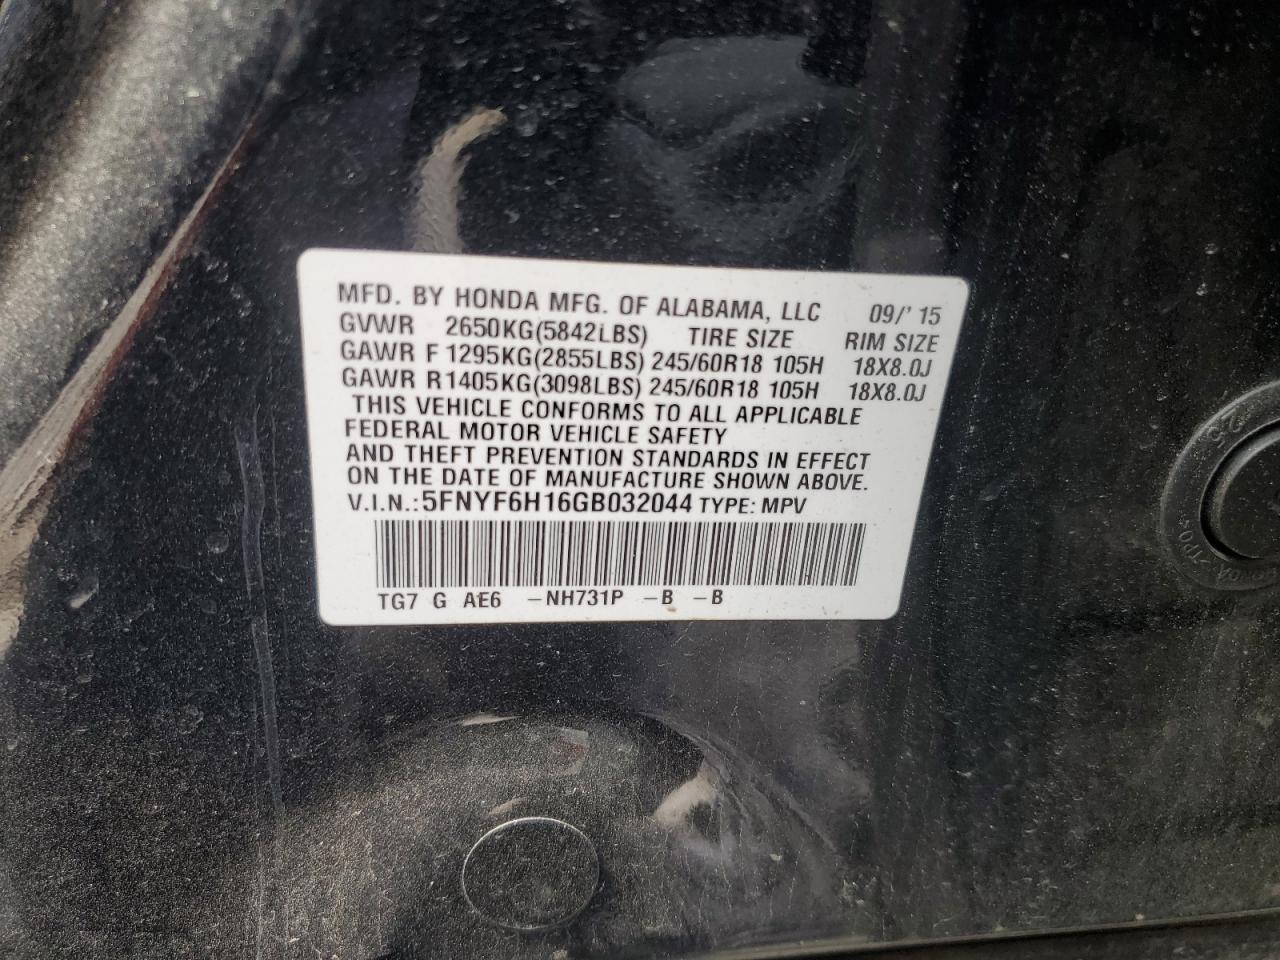 MFD. BY HONDA MFG. OF ALABAMA, LLC 09/'15
GVWR 2650KG(5842LBS) TIRE SIZE RIM SIZE
GAWR F 1295KG(2855LBS) 245/60R18 105H 18X8.0J
GAWR R1405KG(3098LBS) 245/60R18 105H 18X8.0J
THIS VEHICLE CONFORMS TO ALL APPLICABLE
FEDERAL MOTOR VEHICLE SAFETY
AND THEFT PREVENTION STANDARDS IN EFFECT
ON THE DATE OF MANUFACTURE SHOWN ABOVE.
V.I.N.:5FNYF6H16GB032044 TYPE: MPV
TG7 G AE6 -NH731P -B -B
25